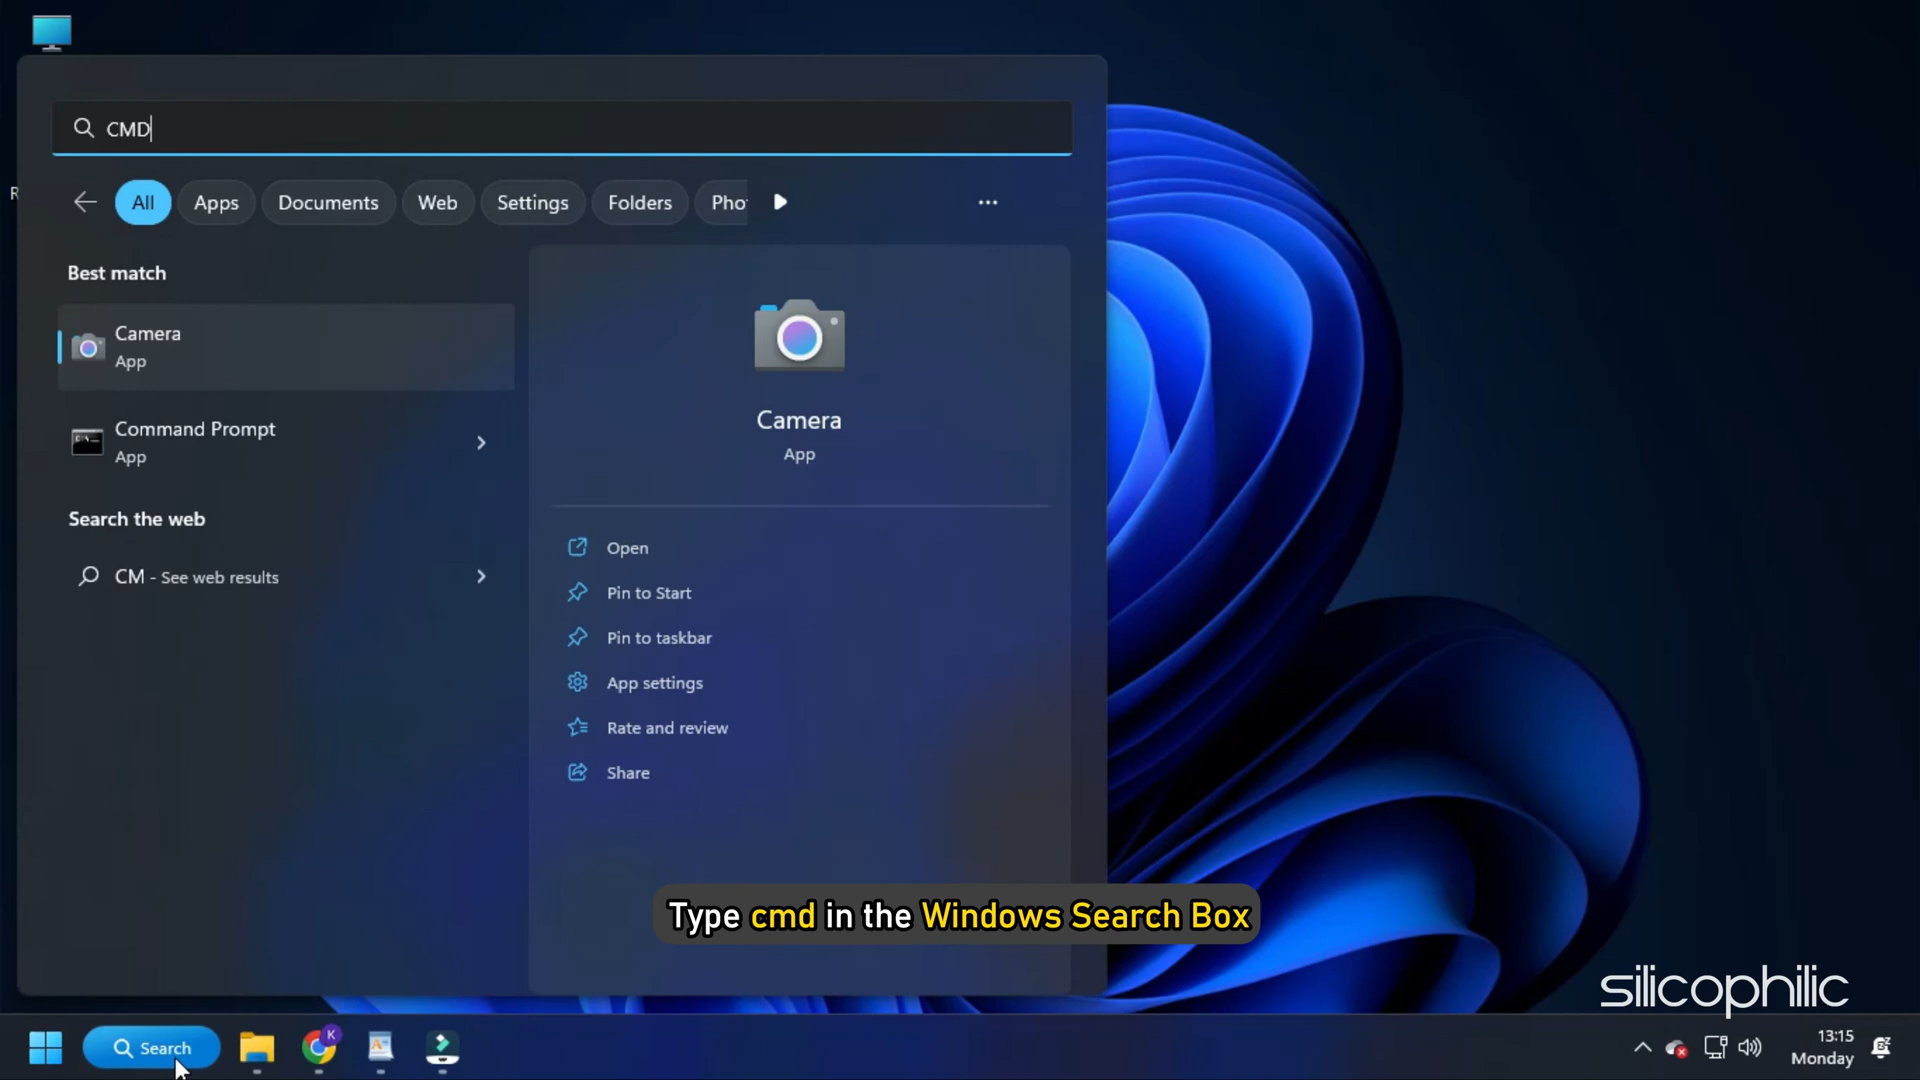 CMD
All Apps Documents Web Settings Folders Pho
Best match
Camera
App
Command Prompt
App
Search the web
CM - See web results
Camera
App
Open
Pin to Start
Pin to taskbar
App settings
Rate and review
Share
Type cmd in the Windows Search Box
silicophilic
Search
K
13:15
Monday